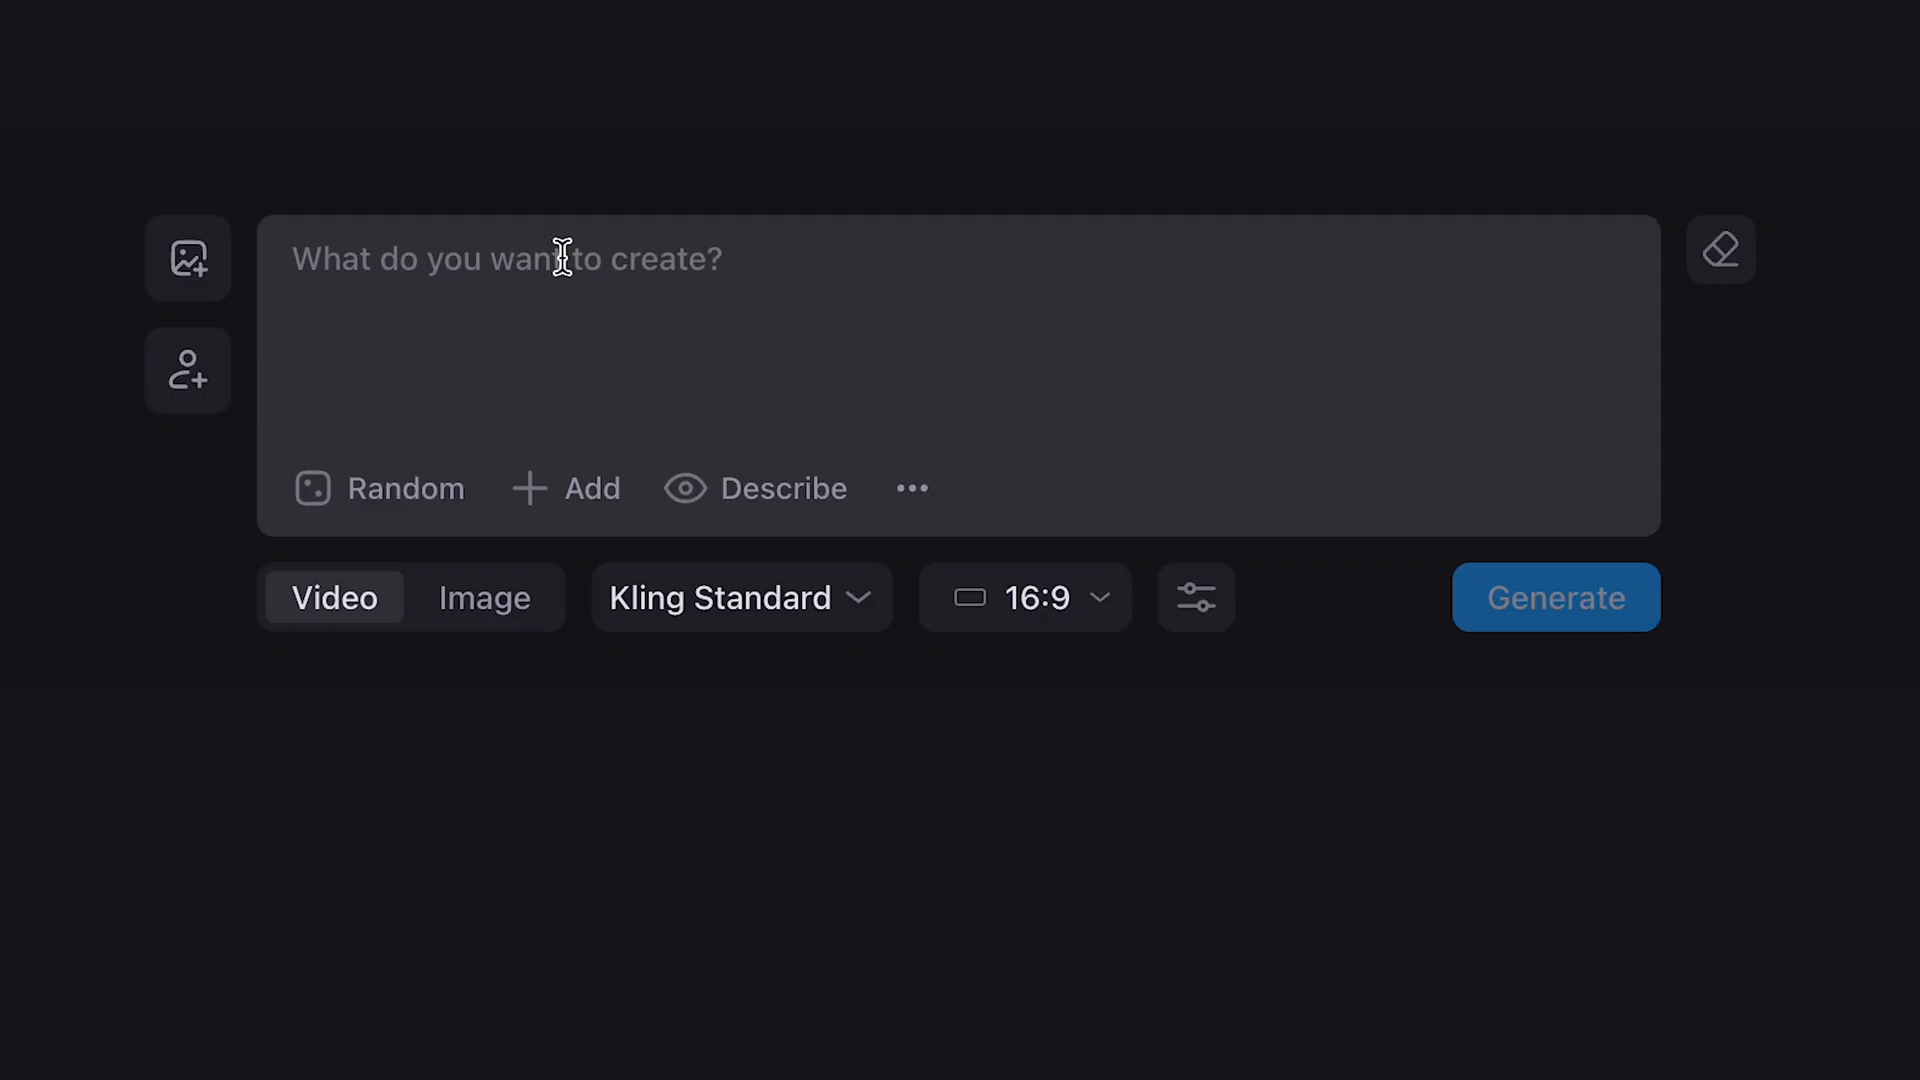 What do you want to create?
Random Add Describe
Video Image Kling Standard 16:9 Generate